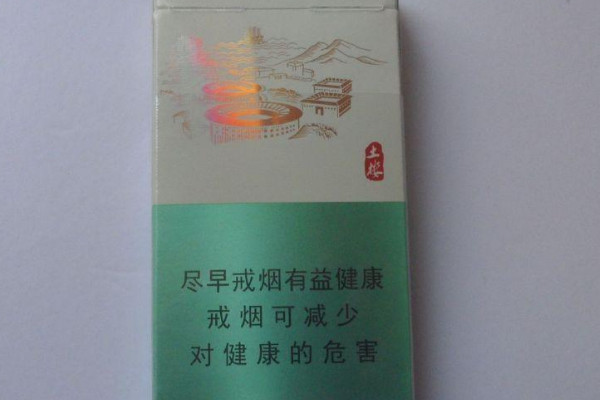 土楼
尽早戒烟有益健康
戒烟可减少
对健康的危害